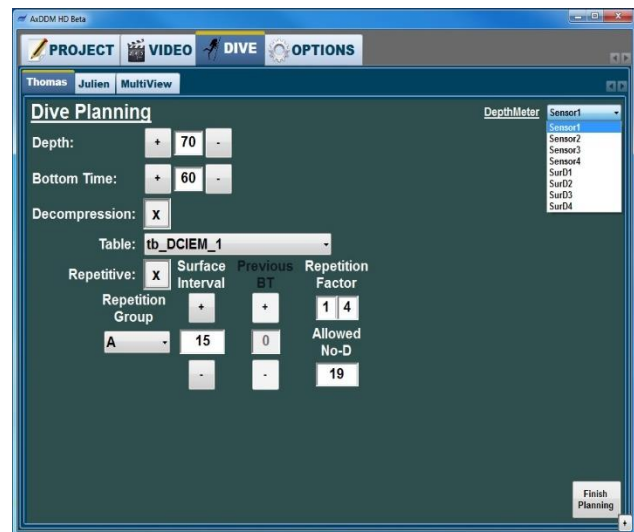 AxDDM HD Beta
PROJECT VIDEO DIVE OPTIONS
Thomas Julien MultiView
Dive Planning
DepthMeter Sensor1
Sensor1
Sensor2
Sensor3
Sensor4
SurD1
SurD2
SurD3
SurD4
Depth: + 70 -
Bottom Time: + 60 -
Decompression: X
Table: tb_DCIEM_1
Repetitive: X
Surface Interval
Previous BT
Repetition Factor
Repetition Group
+ + 1 4
A 15 0
Allowed No-D
- - 19
Finish Planning
+